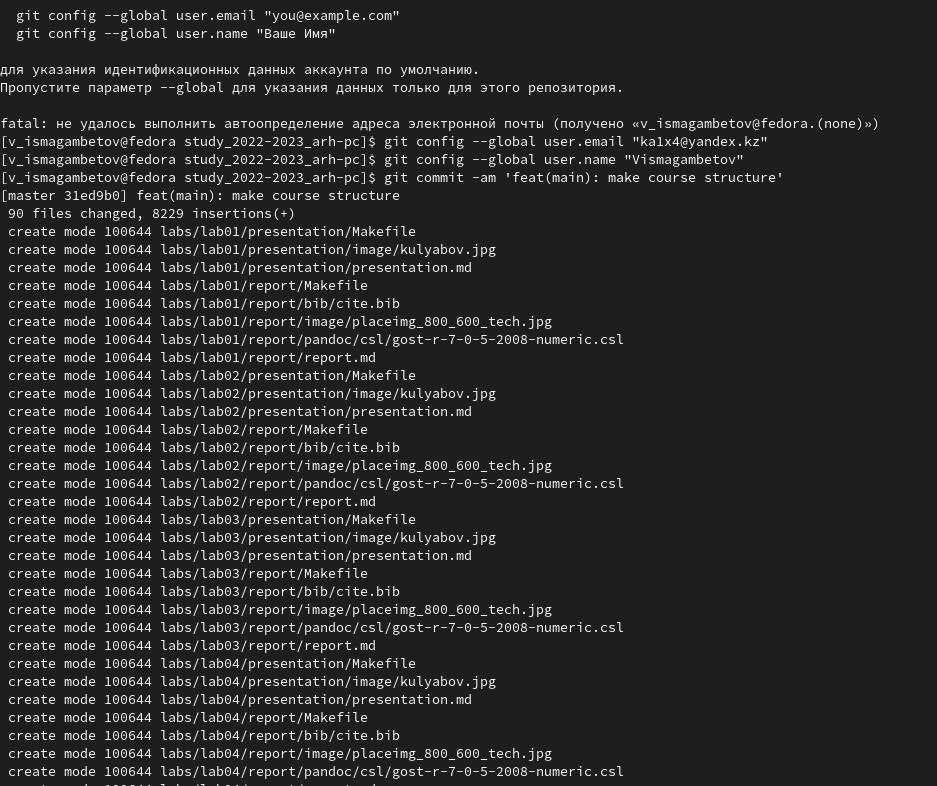 git config --global user.email "you@example.com"
git config --global user.name "Ваше Имя"
для указания идентификационных данных аккаунта по умолчанию.
Пропустите параметр --global для указания данных только для этого репозитория.
fatal: не удалось выполнить автоопределение адреса электронной почты (получено «v_ismagambetov@fedora.(none)»)
[v_ismagambetov@fedora study_2022-2023_arh-pc]$ git config --global user.email "ka1x4@yandex.kz"
[v_ismagambetov@fedora study_2022-2023_arh-pc]$ git config --global user.name "Vismagambetov"
[v_ismagambetov@fedora study_2022-2023_arh-pc]$ git commit -am 'feat(main): make course structure'
[master 31ed9b0] feat(main): make course structure
90 files changed, 8229 insertions(+)
create mode 100644 labs/lab01/presentation/Makefile
create mode 100644 labs/lab01/presentation/image/kulyabov.jpg
create mode 100644 labs/lab01/presentation/presentation.md
create mode 100644 labs/lab01/report/Makefile
create mode 100644 labs/lab01/report/bib/cite.bib
create mode 100644 labs/lab01/report/image/placeimg_800_600_tech.jpg
create mode 100644 labs/lab01/report/pandoc/csl/gost-r-7-0-5-2008-numeric.csl
create mode 100644 labs/lab01/report/report.md
create mode 100644 labs/lab02/presentation/Makefile
create mode 100644 labs/lab02/presentation/image/kulyabov.jpg
create mode 100644 labs/lab02/presentation/presentation.md
create mode 100644 labs/lab02/report/Makefile
create mode 100644 labs/lab02/report/bib/cite.bib
create mode 100644 labs/lab02/report/image/placeimg_800_600_tech.jpg
create mode 100644 labs/lab02/report/pandoc/csl/gost-r-7-0-5-2008-numeric.csl
create mode 100644 labs/lab02/report/report.md
create mode 100644 labs/lab03/presentation/Makefile
create mode 100644 labs/lab03/presentation/image/kulyabov.jpg
create mode 100644 labs/lab03/presentation/presentation.md
create mode 100644 labs/lab03/report/Makefile
create mode 100644 labs/lab03/report/bib/cite.bib
create mode 100644 labs/lab03/report/image/placeimg_800_600_tech.jpg
create mode 100644 labs/lab03/report/pandoc/csl/gost-r-7-0-5-2008-numeric.csl
create mode 100644 labs/lab03/report/report.md
create mode 100644 labs/lab04/presentation/Makefile
create mode 100644 labs/lab04/presentation/image/kulyabov.jpg
create mode 100644 labs/lab04/presentation/presentation.md
create mode 100644 labs/lab04/report/Makefile
create mode 100644 labs/lab04/report/bib/cite.bib
create mode 100644 labs/lab04/report/image/placeimg_800_600_tech.jpg
create mode 100644 labs/lab04/report/pandoc/csl/gost-r-7-0-5-2008-numeric.csl